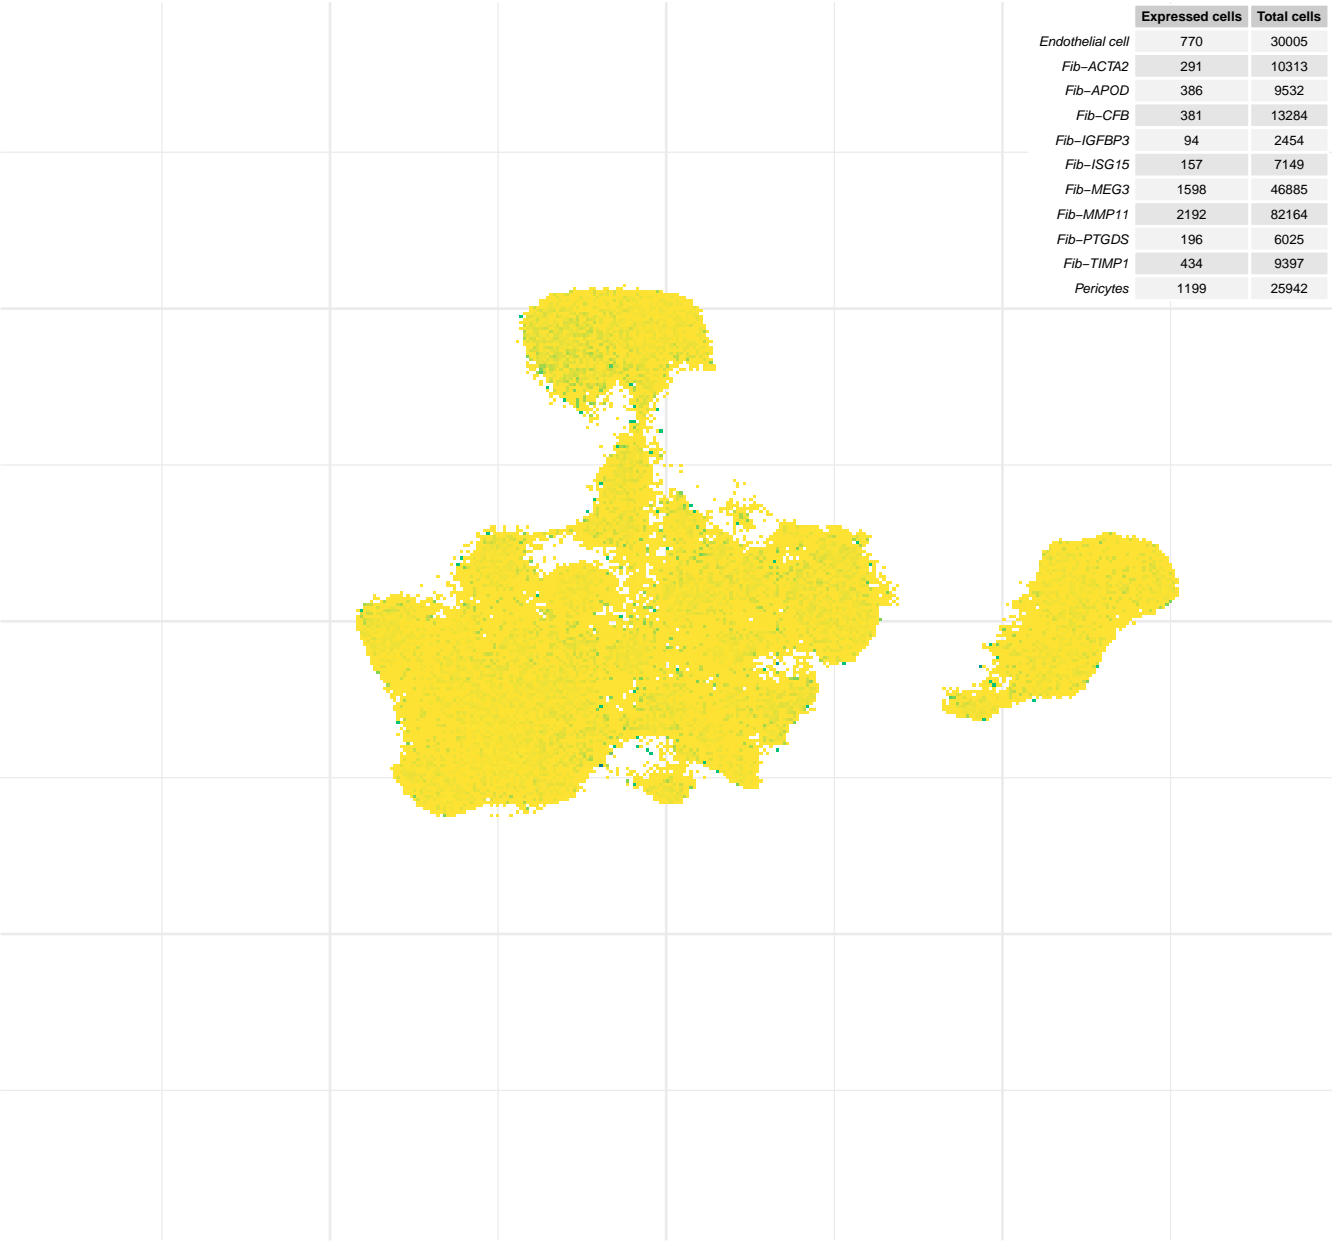 Expressed cells Total cells
Endothelial cell 770 30005
Fib−ACTA2 291 10313
Fib−APOD 386 9532
Fib−CFB 381 13284
Fib−IGFBP3 94 2454
Fib−ISG15 157 7149
Fib−MEG3 1598 46885
Fib−MMP11 2192 82164
Fib−PTGDS 196 6025
Fib−TIMP1 434 9397
Pericytes 1199 25942